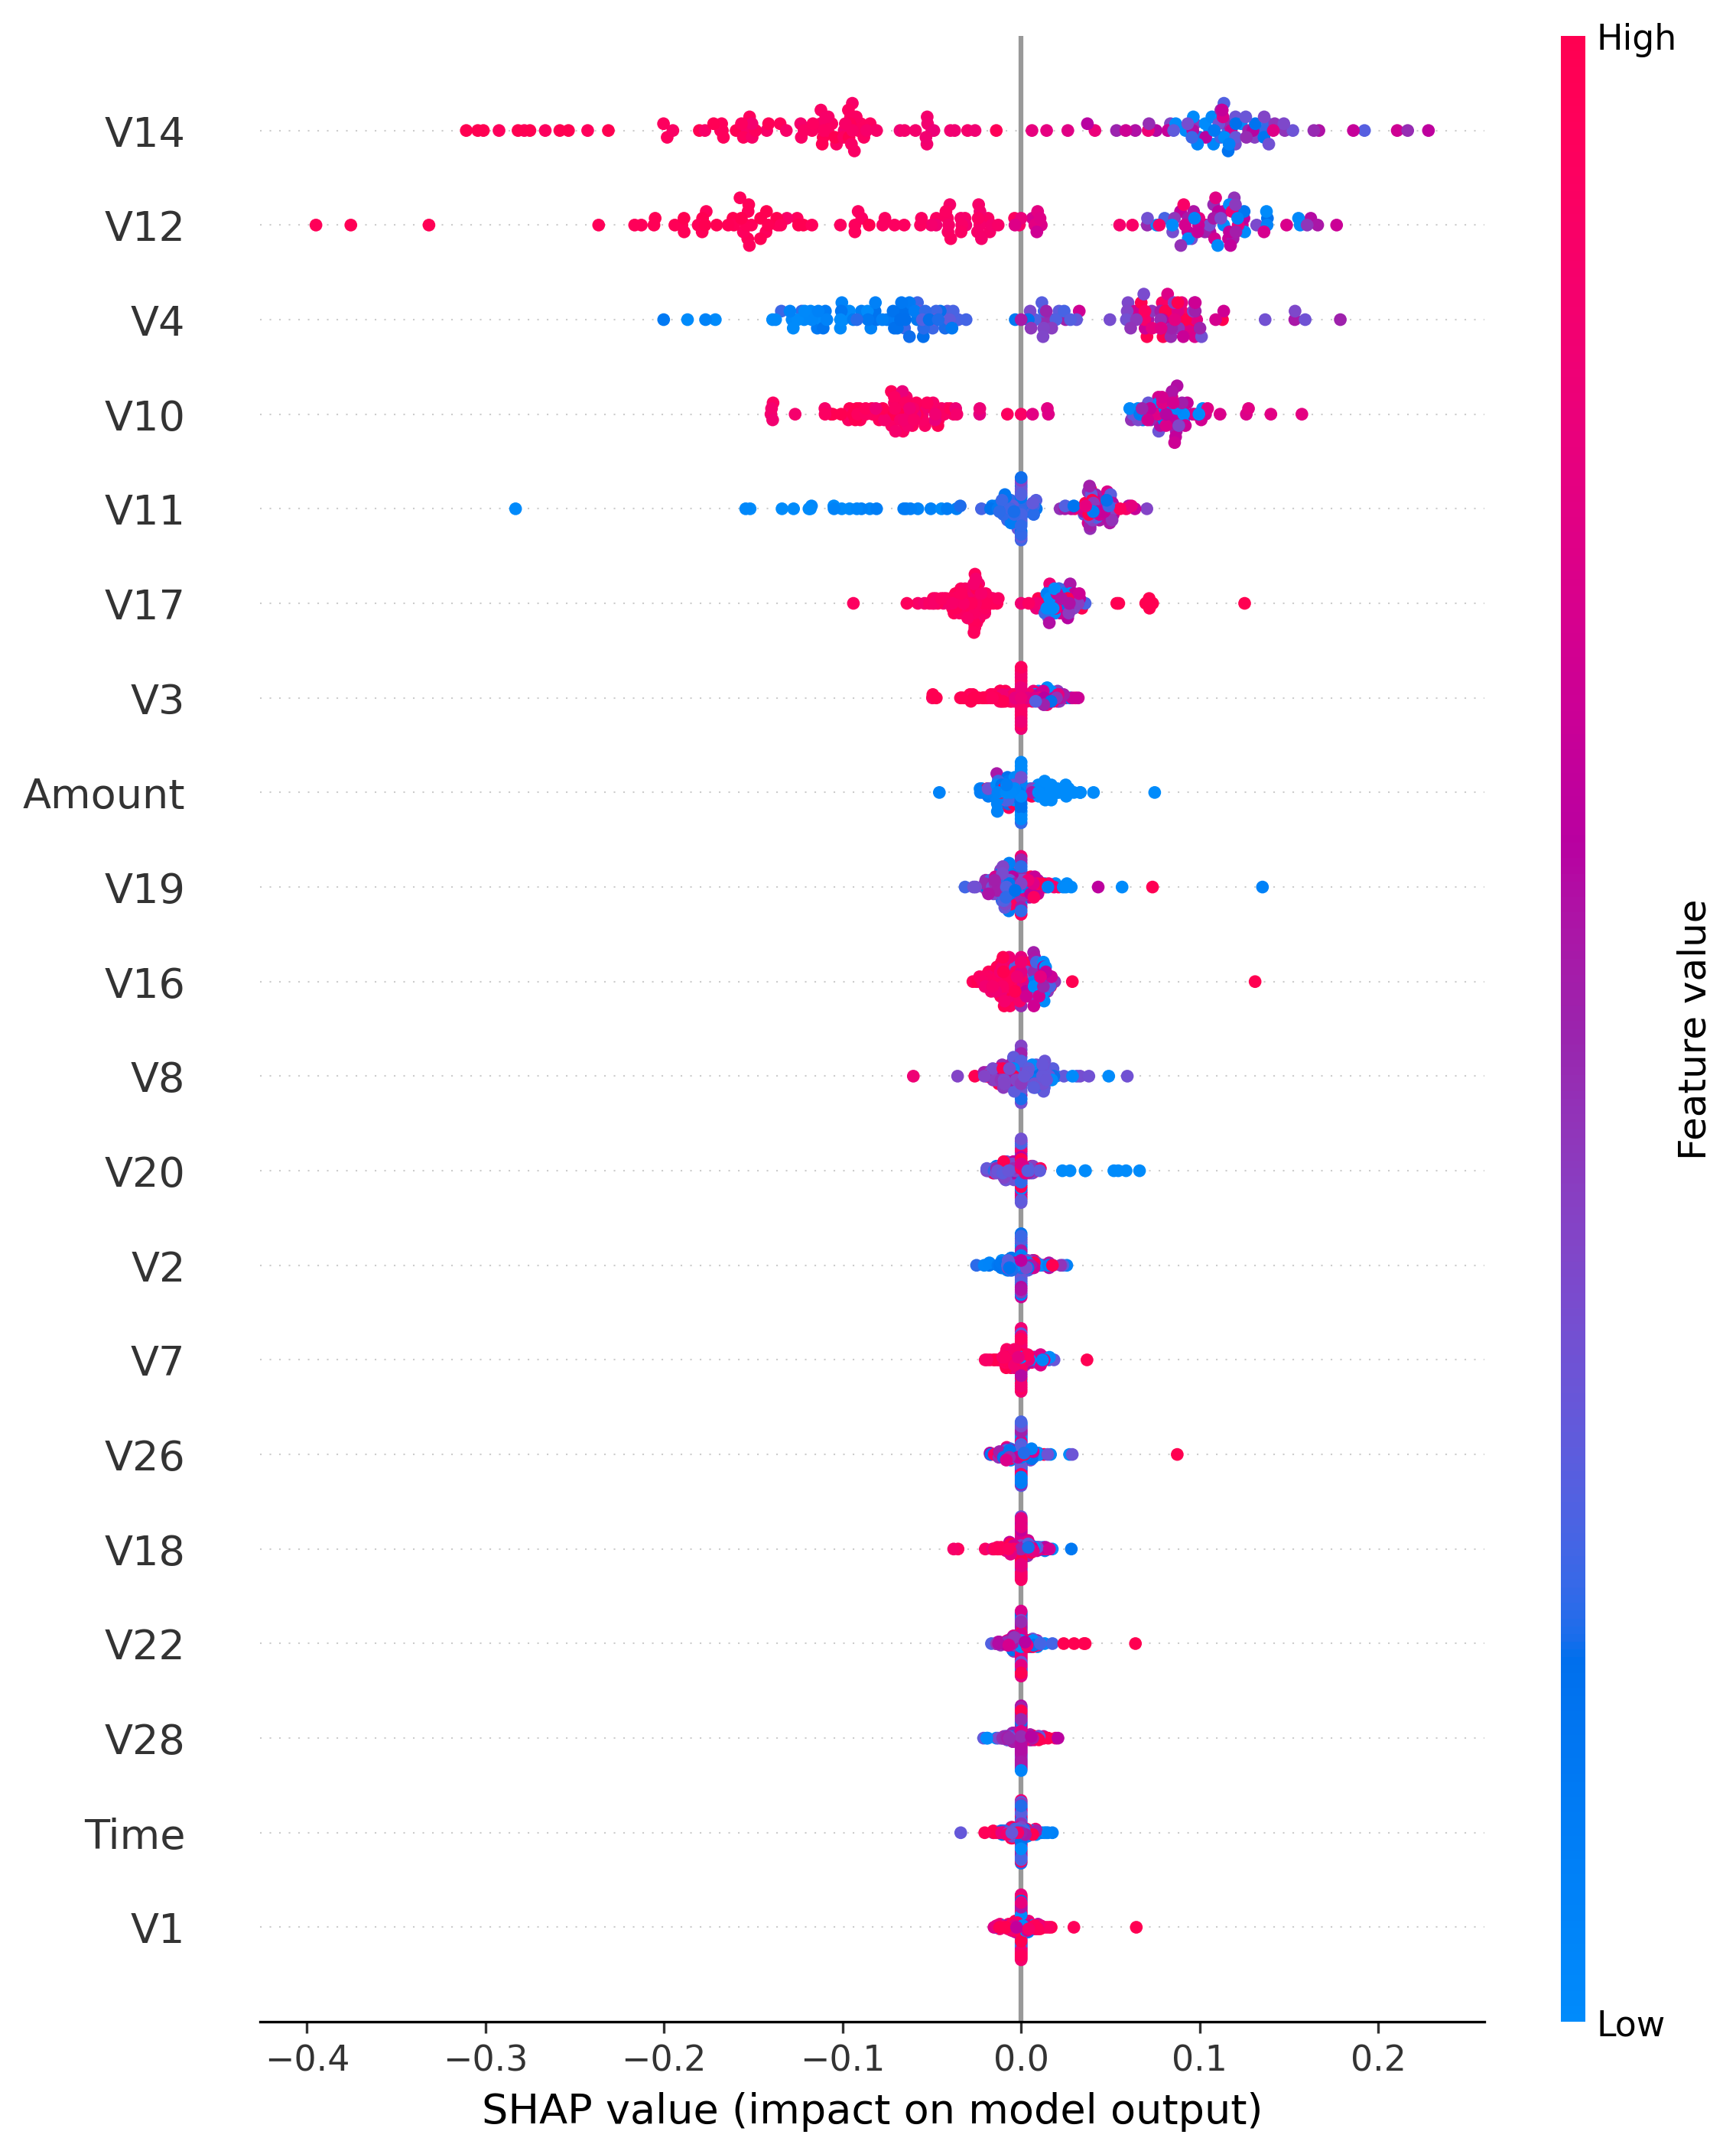 High
V14
V12
V4
V10
V11
V17
V3
Amount
V19
V16
V8
V20
V2
V7
V26
V18
V22
V28
Time
V1
Feature value
Low
−0.4 −0.3 −0.2 −0.1 0.0 0.1 0.2
SHAP value (impact on model output)